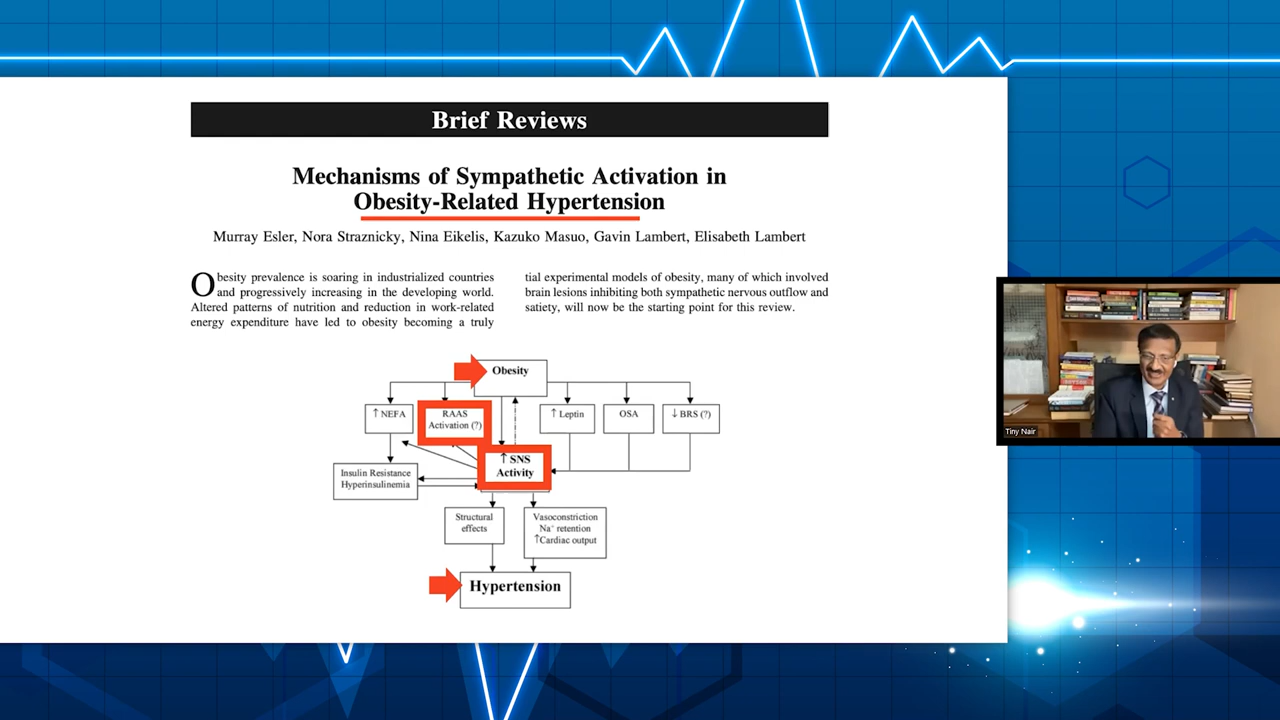 Brief Reviews
Mechanisms of Sympathetic Activation in
Obesity-Related Hypertension
Murray Esler, Nora Straznicky, Nina Eikelis, Kazuko Masuo, Gavin Lambert, Elisabeth Lambert
Obesity prevalence is soaring in industrialized countries
and progressively increasing in the developing world.
Altered patterns of nutrition and reduction in work-related
energy expenditure have led to obesity becoming a truly
tial experimental models of obesity, many of which involved
brain lesions inhibiting both sympathetic nervous outflow and
satiety, will now be the starting point for this review.
Obesity
↑ NEFA
RAAS
Activation (?)
↑ Leptin
OSA
↓ BRS (?)
↑ SNS
Activity
Insulin Resistance
Hyperinsulinemia
Structural
effects
Vasoconstriction
Na⁺ retention
↑Cardiac output
Hypertension
Tiny Nair